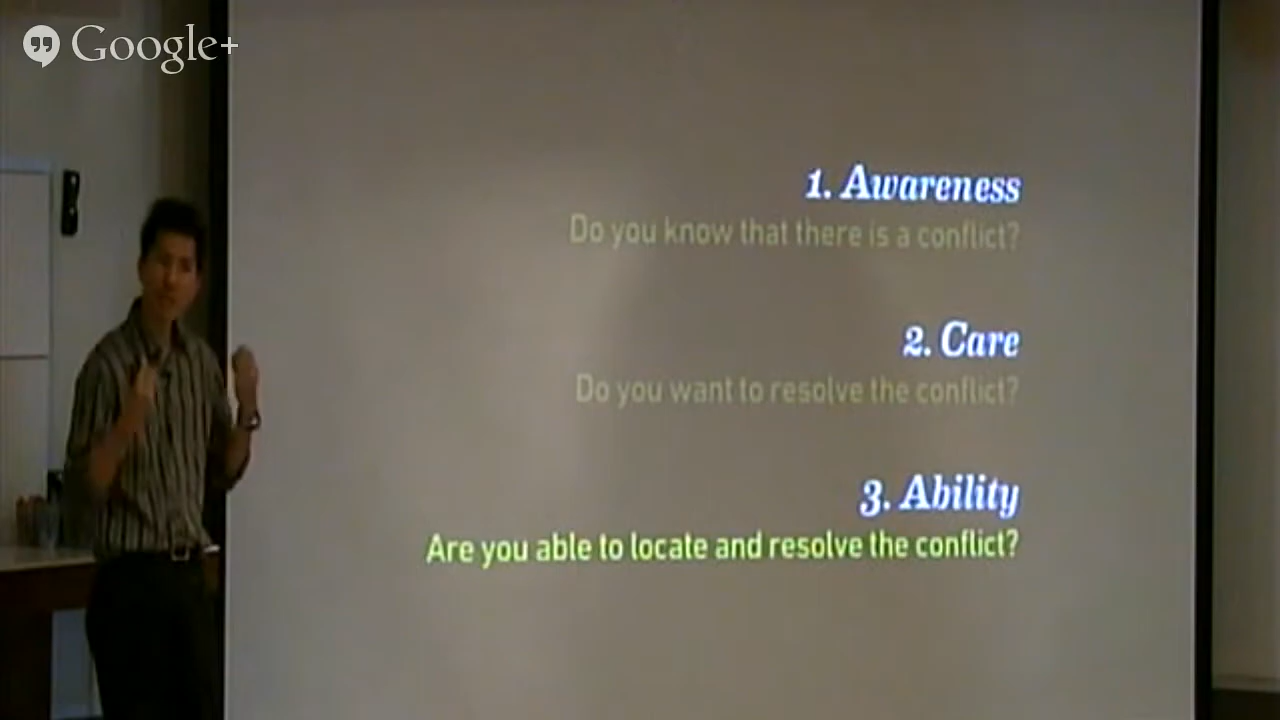 Google+
1. Awareness
Do you know that there is a conflict?
2. Care
Do you want to resolve the conflict?
3. Ability
Are you able to locate and resolve the conflict?